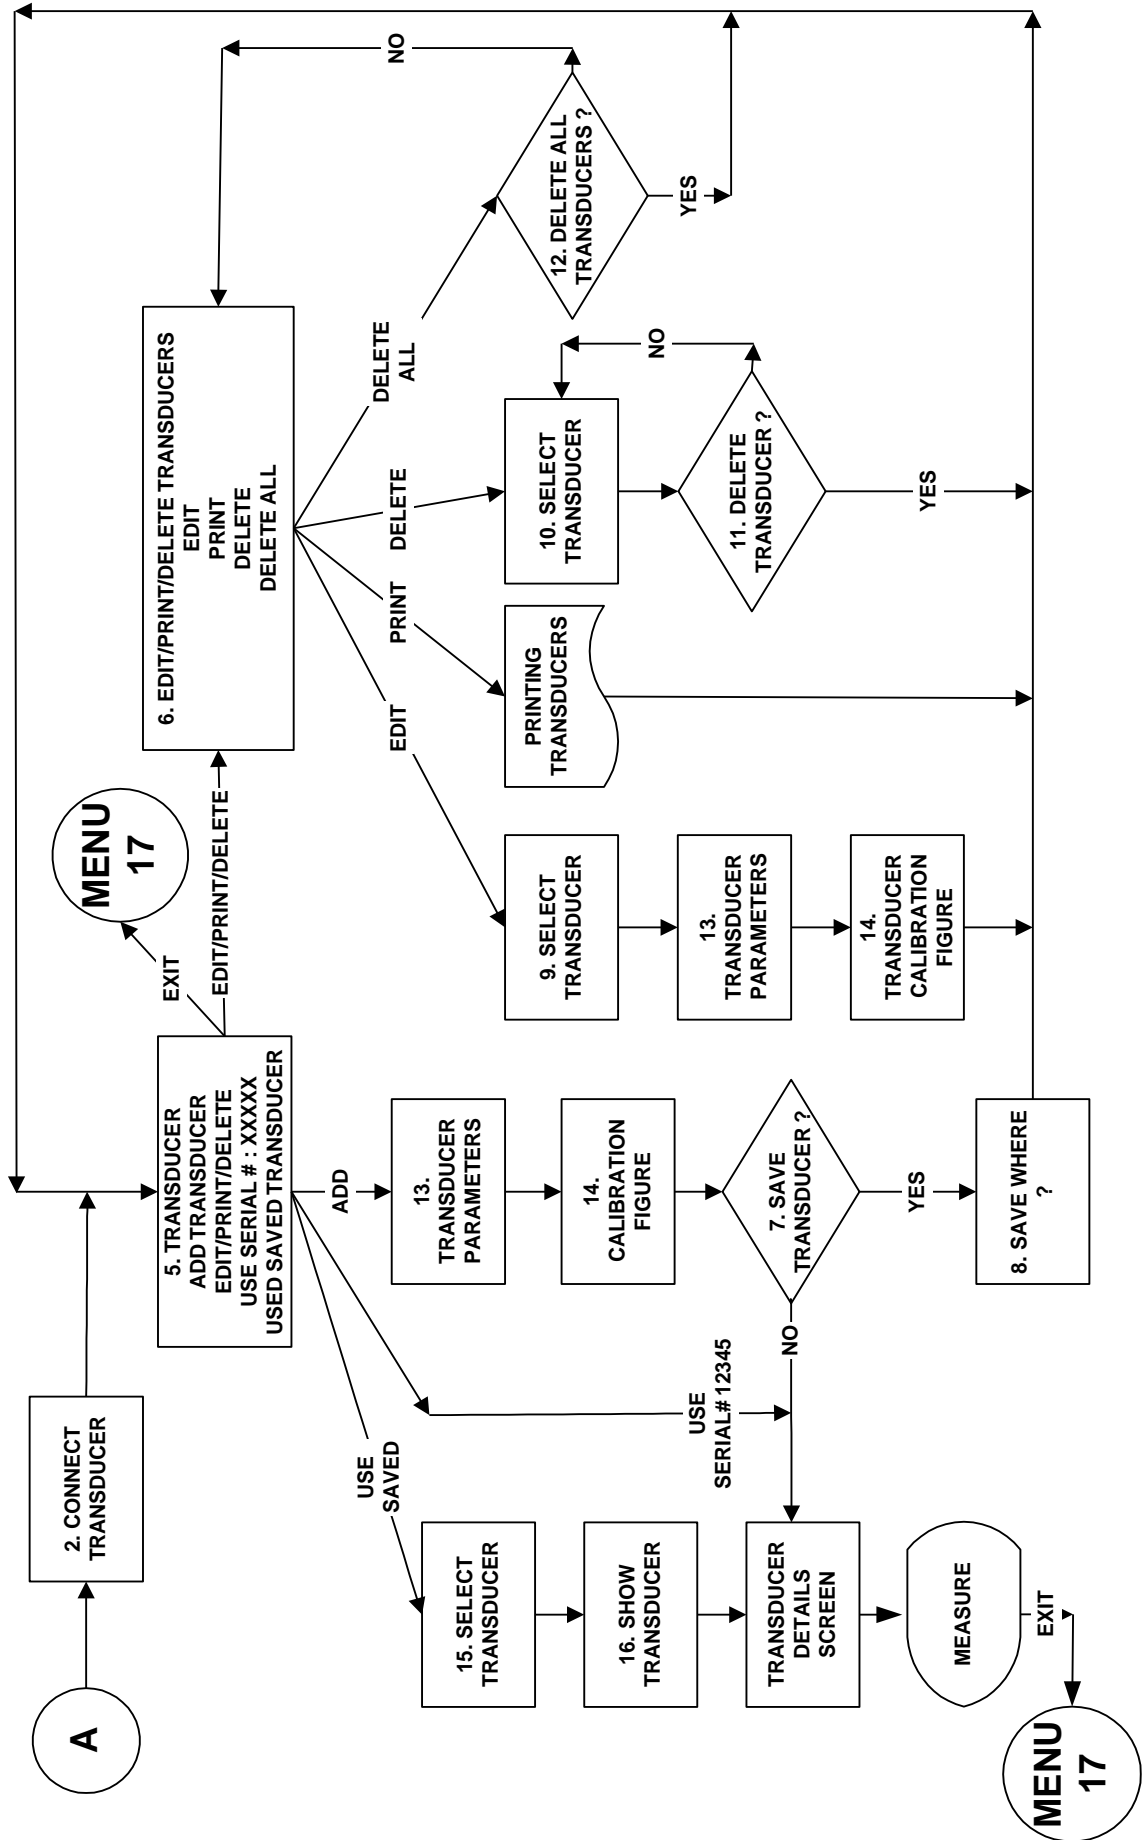 A
2. CONNECT
TRANSDUCER
5. TRANSDUCER
ADD TRANSDUCER
EDIT/PRINT/DELETE
USE SERIAL # : XXXXX
USED SAVED TRANSDUCER
EXIT
MENU
17
EDIT/PRINT/DELETE
6. EDIT/PRINT/DELETE TRANSDUCERS
EDIT
PRINT
DELETE
DELETE ALL
USE
SAVED
15. SELECT
TRANSDUCER
16. SHOW
TRANSDUCER
TRANSDUCER
DETAILS
SCREEN
MEASURE
EXIT
MENU
17
USE
SERIAL# 12345
ADD
13.
TRANSDUCER
PARAMETERS
14.
CALIBRATION
FIGURE
7. SAVE
TRANSDUCER ?
NO
YES
8. SAVE WHERE
?
EDIT
9. SELECT
TRANSDUCER
13.
TRANSDUCER
PARAMETERS
14.
TRANSDUCER
CALIBRATION
FIGURE
PRINT
PRINTING
TRANSDUCERS
DELETE
10. SELECT
TRANSDUCER
11. DELETE
TRANSDUCER ?
NO
YES
DELETE
ALL
12. DELETE ALL
TRANSDUCERS ?
NO
YES